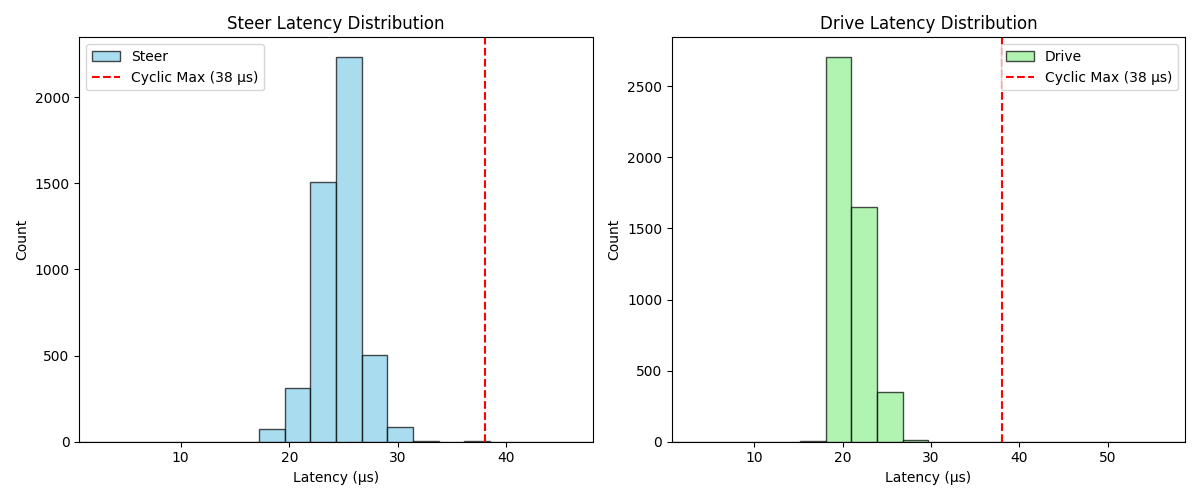 Steer Latency Distribution
Steer
Cyclic Max (38 µs)
2000
1500
1000
500
0
Count
10 20 30 40
Latency (µs)
Drive Latency Distribution
Drive
Cyclic Max (38 µs)
2500
2000
1500
1000
500
0
Count
10 20 30 40 50
Latency (µs)